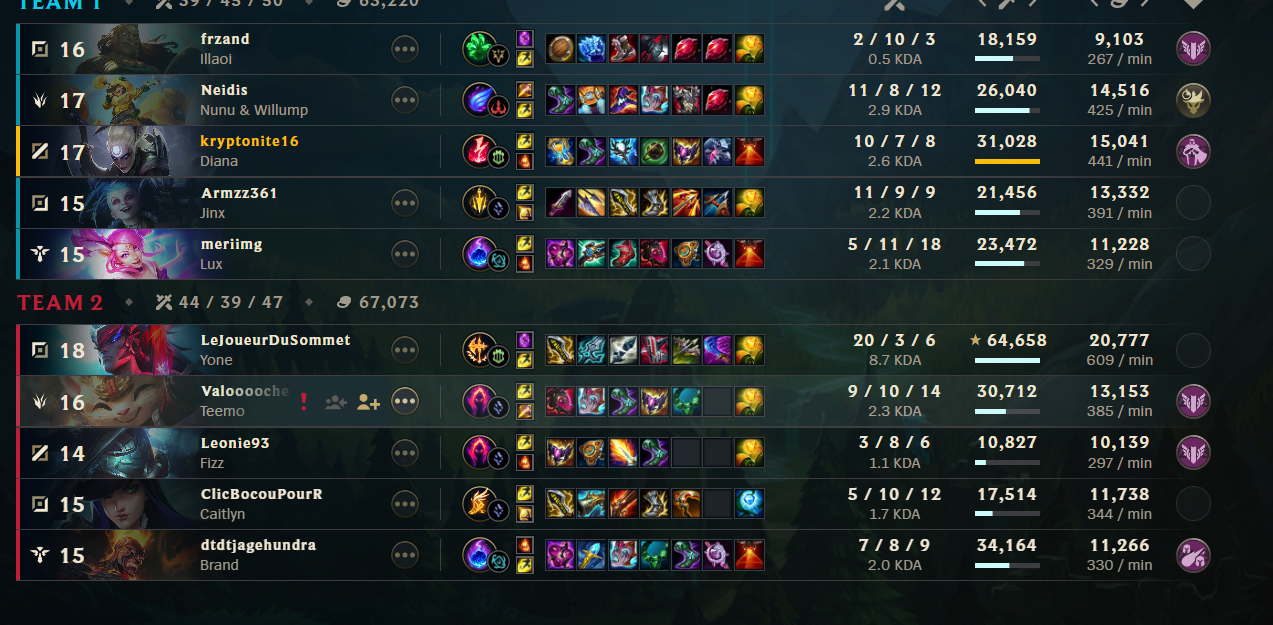 TEAM 1 39 / 45 / 50 63,220
16 frzand 2 / 10 / 3 18,159 9,103
Illaoi 0.5 KDA 267 / min
17 Neidis 11 / 8 / 12 26,040 14,516
Nunu & Willump 2.9 KDA 425 / min
17 kryptonite16 10 / 7 / 8 31,028 15,041
Diana 2.6 KDA 441 / min
15 Armzz361 11 / 9 / 9 21,456 13,332
Jinx 2.2 KDA 391 / min
15 meriimg 5 / 11 / 18 23,472 11,228
Lux 2.1 KDA 329 / min
TEAM 2 44 / 39 / 47 67,073
18 LeJoueurDuSommet 20 / 3 / 6 64,658 20,777
Yone 8.7 KDA 609 / min
16 Valooooche 9 / 10 / 14 30,712 13,153
Teemo 2.3 KDA 385 / min
14 Leonie93 3 / 8 / 6 10,827 10,139
Fizz 1.1 KDA 297 / min
15 ClicBocouPourR 5 / 10 / 12 17,514 11,738
Caitlyn 1.7 KDA 344 / min
15 dtdtjagehundra 7 / 8 / 9 34,164 11,266
Brand 2.0 KDA 330 / min